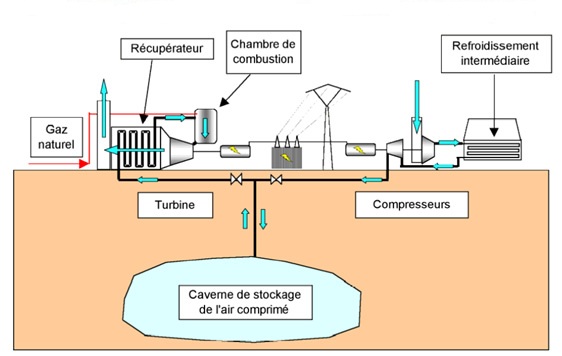 Récupérateur
Chambre de
combustion
Refroidissement
intermédiaire
Gaz
naturel
Turbine
Compresseurs
Caverne de stockage
de l'air comprimé